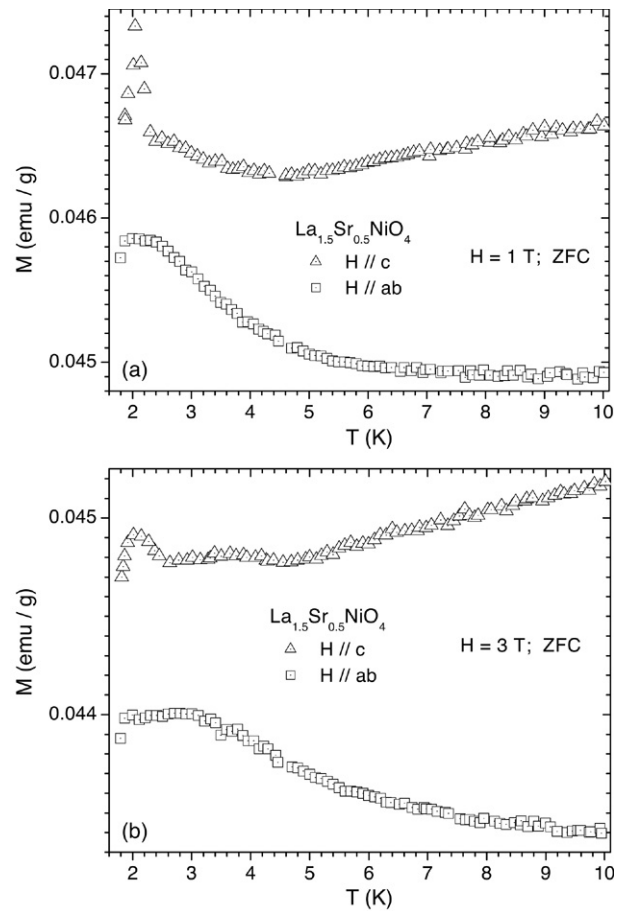 0.047
0.046
0.045
M (emu / g)
La₁.₅Sr₀.₅NiO₄
H // c
H // ab
H = 1 T; ZFC
(a)
2 3 4 5 6 7 8 9 10
T (K)
0.045
0.044
M (emu / g)
La₁.₅Sr₀.₅NiO₄
H // c
H // ab
H = 3 T; ZFC
(b)
2 3 4 5 6 7 8 9 10
T (K)